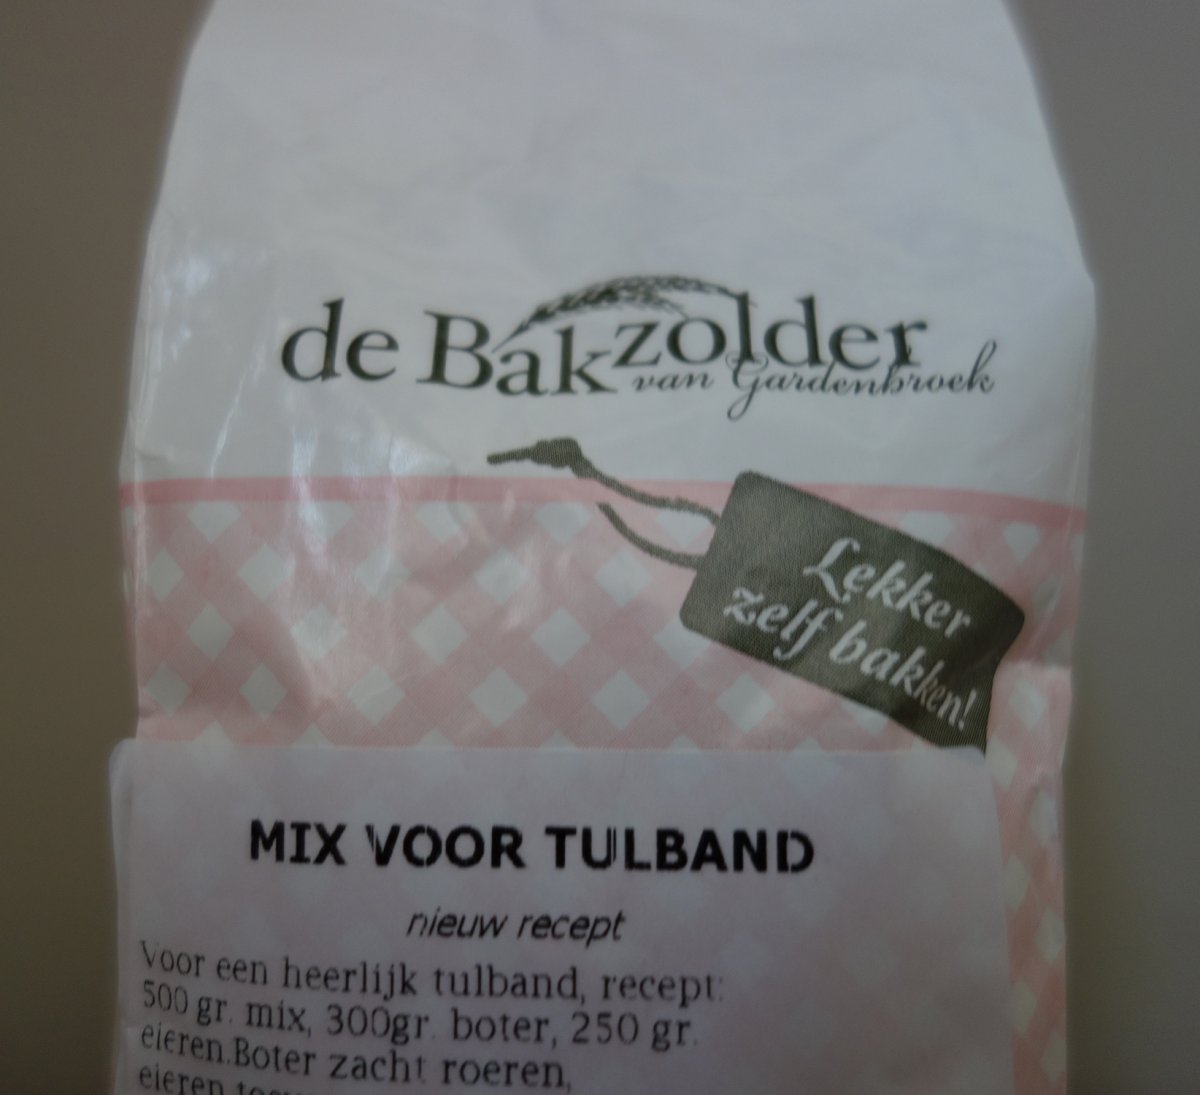 de Bakzolder
van Gardenbroek
Lekker
zelf bakken!
MIX VOOR TULBAND
nieuw recept
Voor een heerlijk tulband, recept:
500 gr. mix, 300gr. boter, 250 gr.
eieren.Boter zacht roeren,
eieren